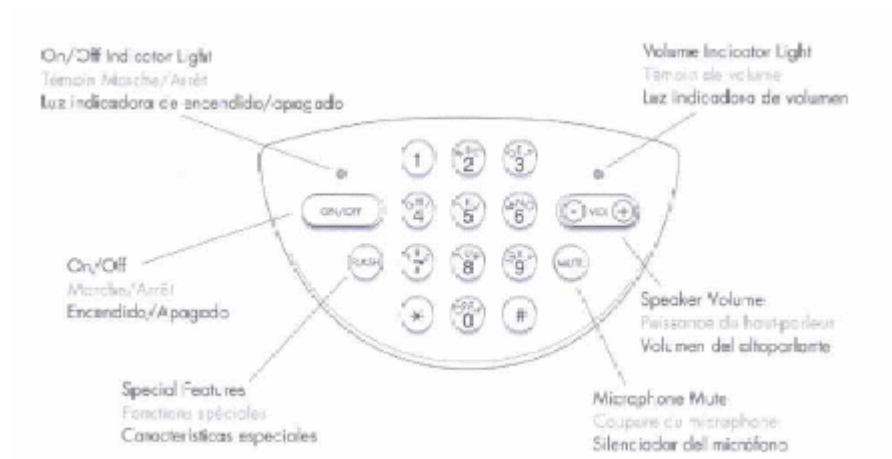 On/Off Indicator Light
Témoin Marche/Arrêt
Luz indicadora de encendido/apagado
Volume Indicator Light
Témoin de volume
Luz indicadora de volumen
1
2
3
ON/OFF
4
5
6
- VOL +
FLASH
7
8
9
MUTE
*
0
#
On/Off
Marche/Arrêt
Encendido/Apagado
Speaker Volume
Puissance du haut-parleur
Volumen del altoparlante
Special Features
Fonctions spéciales
Características especiales
Microphone Mute
Coupure du microphone
Silenciador del micrófono